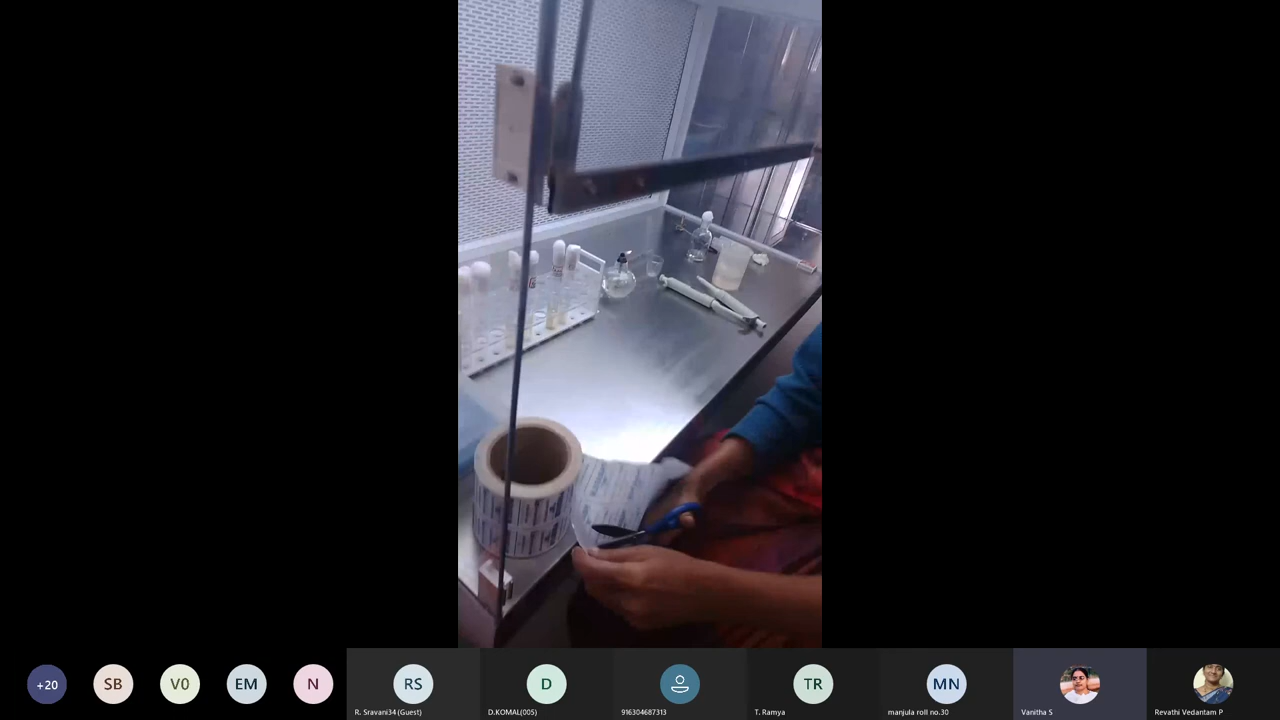 +20
SB
V0
EM
N
RS
R. Sravani34 (Guest)
D
D.KOMAL(005)
916304687313
TR
T. Ramya
MN
manjula roll no.30
Vanitha S
Revathi Vedantam P